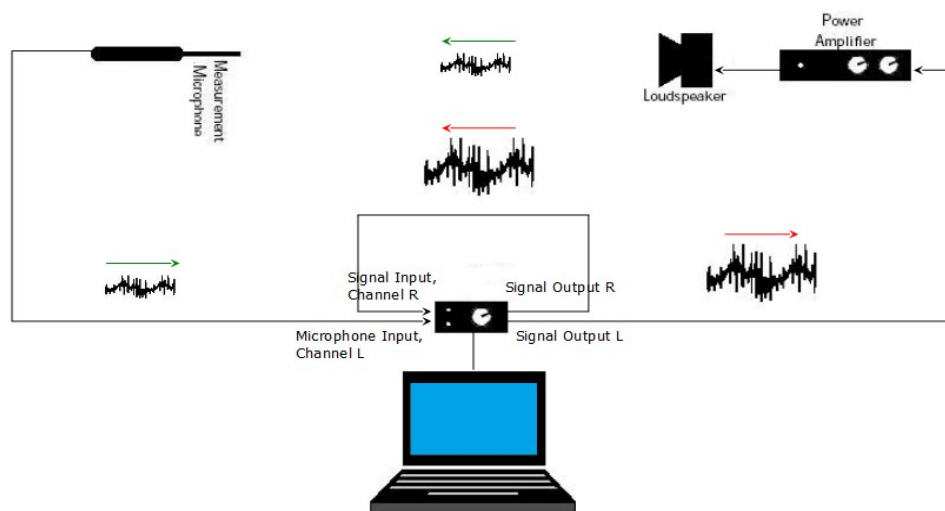 Power
Amplifier
Measurement
Microphone
Loudspeaker
Signal Input,
Channel R
Signal Output R
Microphone Input,
Channel L
Signal Output L